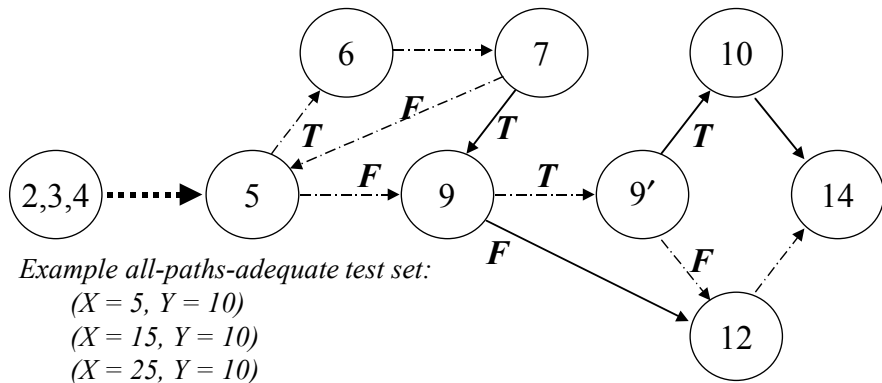 6
7
10
F
T
T
T
2,3,4
5
F
9
T
9′
14
F
F
Example all-paths-adequate test set:
(X = 5, Y = 10)
(X = 15, Y = 10)
(X = 25, Y = 10)
12